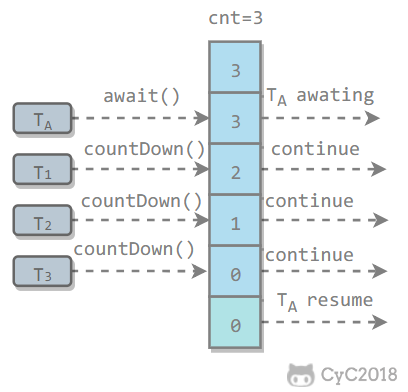 cnt=3
3
await()
T_A awating
T_A
3
countDown()
continue
T_1
2
countDown()
continue
T_2
1
countDown()
continue
T_3
0
T_A resume
0
CyC2018